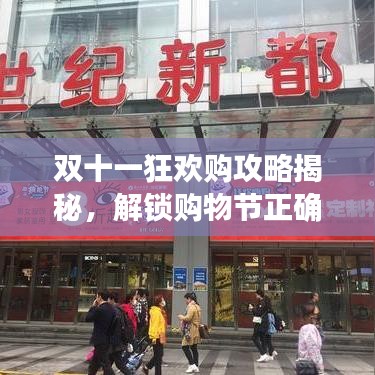 世纪新都
双十一狂欢购攻略揭
秘，解锁购物节正确
定制